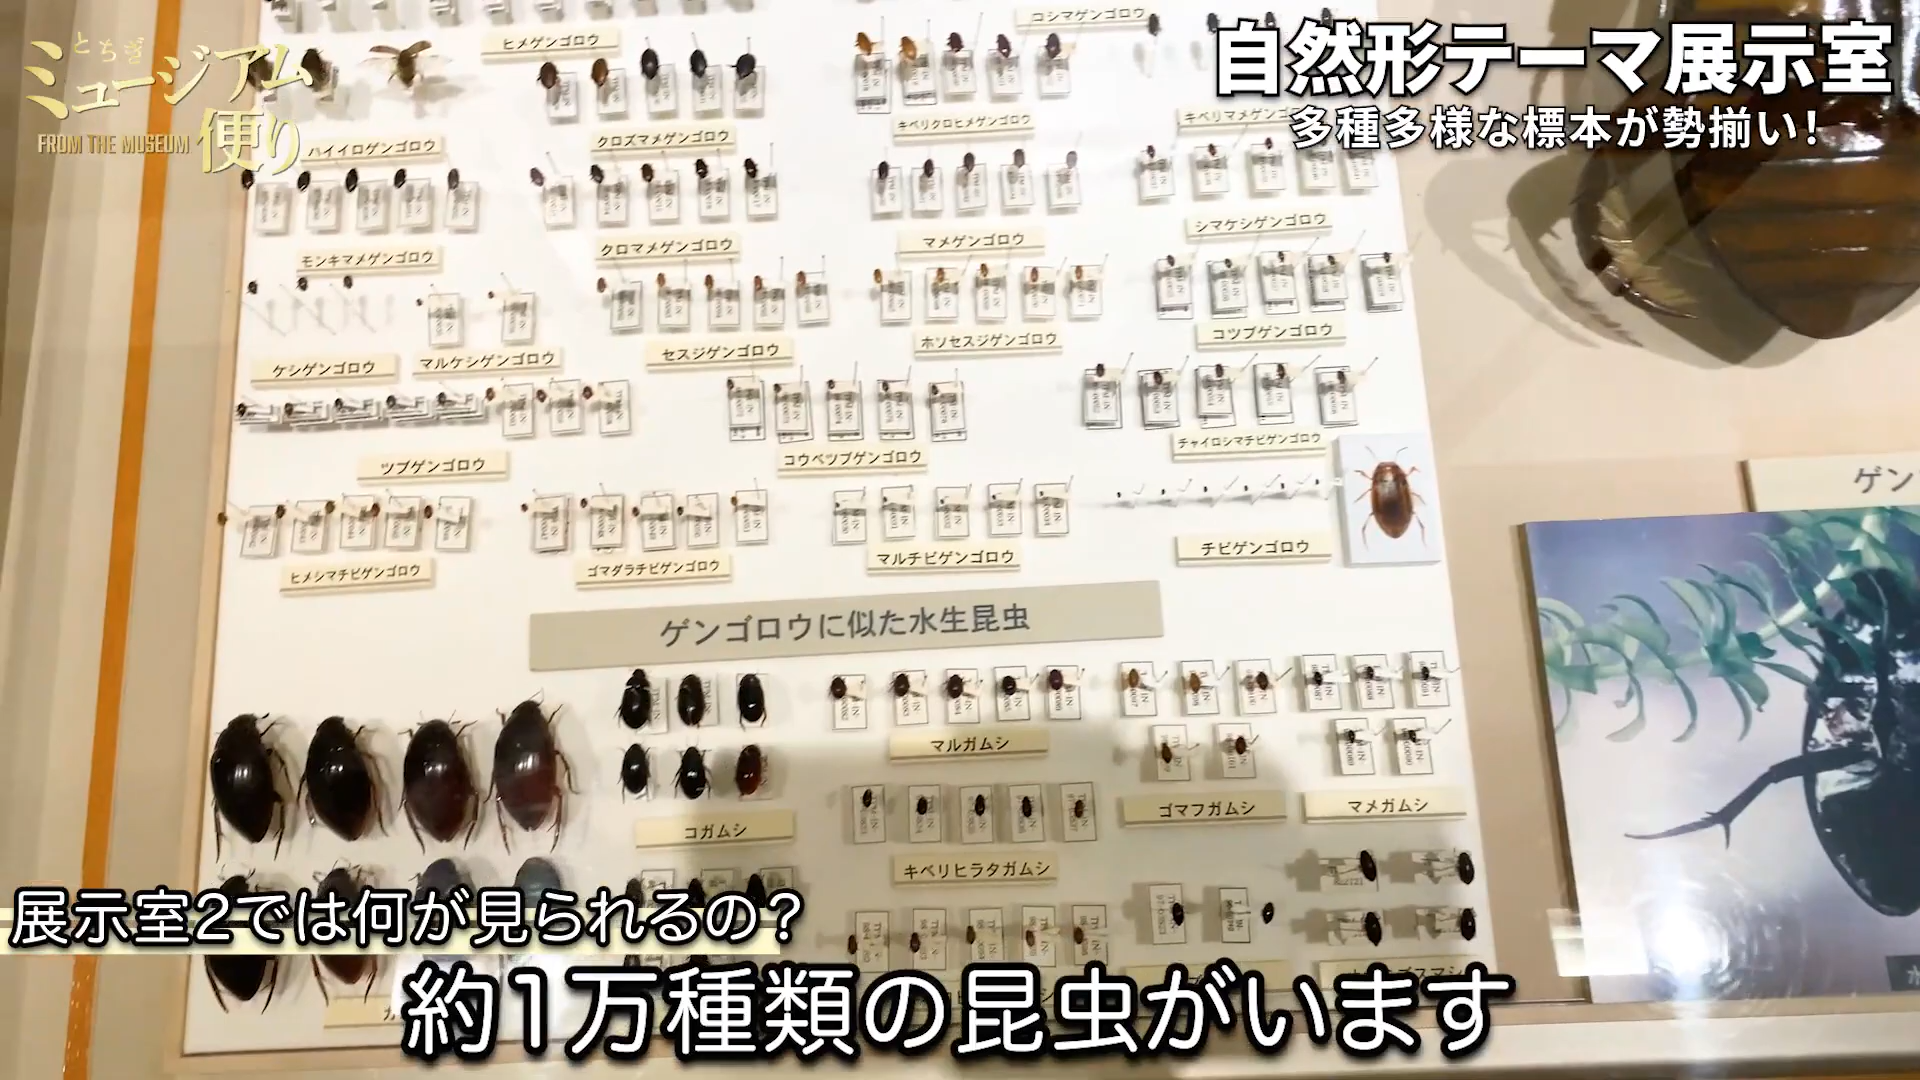 とちぎ
ミュージアム
FROM THE MUSEUM 便り
自然形テーマ展示室
多種多様な標本が勢揃い!
ヒメゲンゴロウ
コシマゲンゴロウ
ハイイロゲンゴロウ
クロズマメゲンゴロウ
キベリクロヒメゲンゴロウ
キベリマメゲンゴ
モンキマメゲンゴロウ
クロマメゲンゴロウ
マメゲンゴロウ
シマケシゲンゴロウ
ケシゲンゴロウ
マルケシゲンゴロウ
セスジゲンゴロウ
ホソセスジゲンゴロウ
コツブゲンゴロウ
ツブゲンゴロウ
コウベツブゲンゴロウ
チャイロシマチビゲンゴロウ
ゲン
ヒメシマチビゲンゴロウ
ゴマダラチビゲンゴロウ
マルチビゲンゴロウ
チビゲンゴロウ
ゲンゴロウに似た水生昆虫
コガムシ
マルガムシ
ゴマフガムシ
マメガムシ
キベリヒラタガムシ
展示室2では何が見られるの?
約1万種類の昆虫がいます